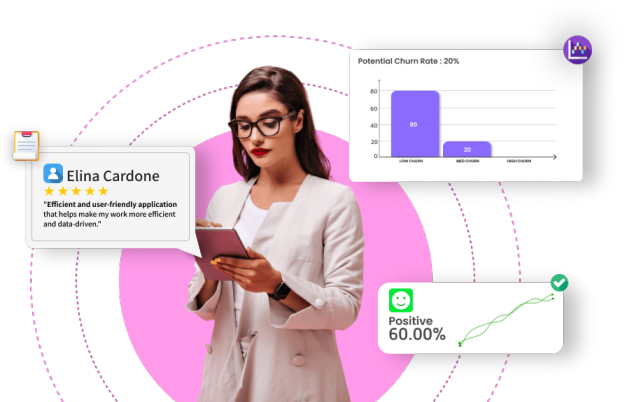 Potential Churn Rate : 20%
80
60
40
20
0
80
20
LOW CHURN MED CHURN HIGH CHURN
Elina Cardone
"Efficient and user-friendly application
that helps make my work more efficient
and data-driven."
Positive
60.00%